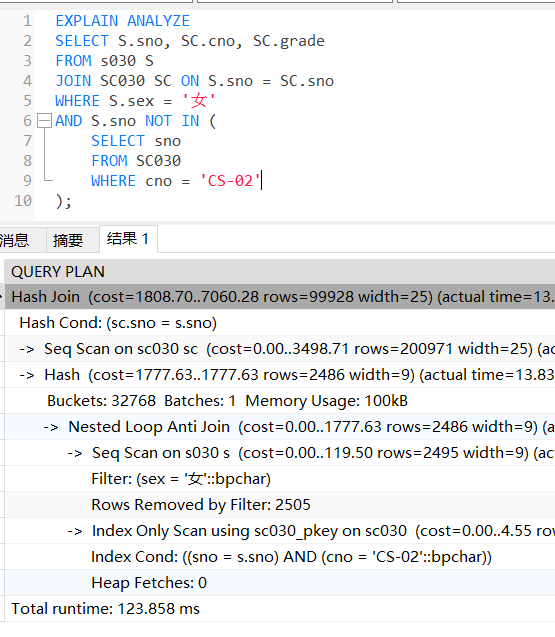 1 EXPLAIN ANALYZE
2 SELECT S.sno, SC.cno, SC.grade
3 FROM s030 S
4 JOIN SC030 SC ON S.sno = SC.sno
5 WHERE S.sex = '女'
6 AND S.sno NOT IN (
7 SELECT sno
8 FROM SC030
9 WHERE cno = 'CS-02'
10 );
消息 摘要 结果 1
QUERY PLAN
Hash Join (cost=1808.70..7060.28 rows=99928 width=25) (actual time=13.
Hash Cond: (sc.sno = s.sno)
-> Seq Scan on sc030 sc (cost=0.00..3498.71 rows=200971 width=25) (ac
-> Hash (cost=1777.63..1777.63 rows=2486 width=9) (actual time=13.83
Buckets: 32768 Batches: 1 Memory Usage: 100kB
-> Nested Loop Anti Join (cost=0.00..1777.63 rows=2486 width=9) (a
-> Seq Scan on s030 s (cost=0.00..119.50 rows=2495 width=9) (ac
Filter: (sex = '女'::bpchar)
Rows Removed by Filter: 2505
-> Index Only Scan using sc030_pkey on sc030 (cost=0.00..4.55 ro
Index Cond: ((sno = s.sno) AND (cno = 'CS-02'::bpchar))
Heap Fetches: 0
Total runtime: 123.858 ms